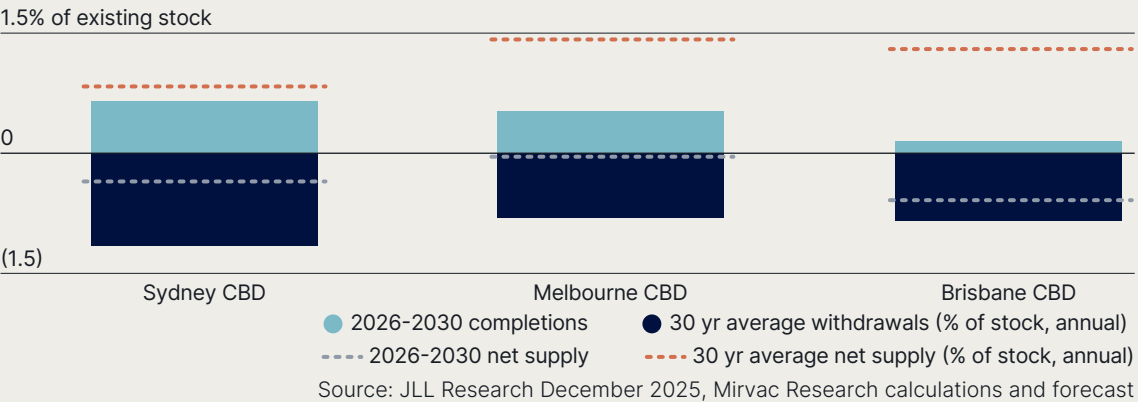 1.5% of existing stock
0
(1.5)
Sydney CBD Melbourne CBD Brisbane CBD
2026-2030 completions 30 yr average withdrawals (% of stock, annual)
2026-2030 net supply 30 yr average net supply (% of stock, annual)
Source: JLL Research December 2025, Mirvac Research calculations and forecast